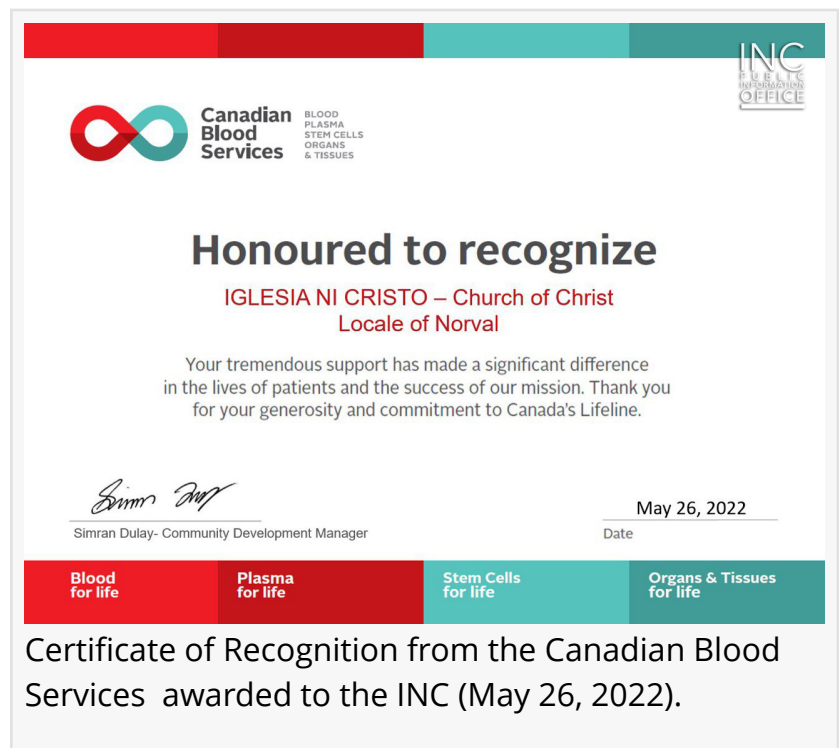 INC
PUBLIC
INFORMATION
OFFICE
Canadian
Blood
Services
BLOOD
PLASMA
STEM CELLS
ORGANS
& TISSUES
Honoured to recognize
IGLESIA NI CRISTO – Church of Christ
Locale of Norval
Your tremendous support has made a significant difference
in the lives of patients and the success of our mission. Thank you
for your generosity and commitment to Canada's Lifeline.
May 26, 2022
Simran Dulay- Community Development Manager
Date
Blood
for life
Plasma
for life
Stem Cells
for life
Organs & Tissues
for life
Certificate of Recognition from the Canadian Blood
Services awarded to the INC (May 26, 2022).